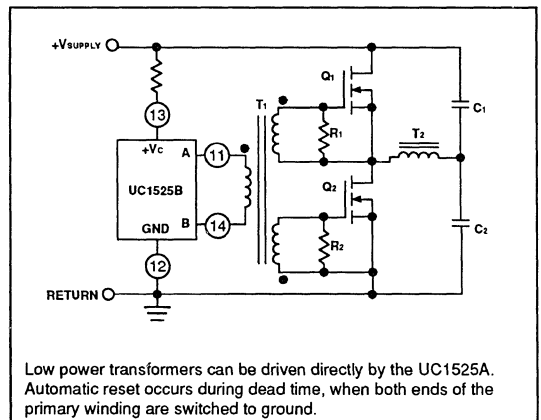 +VSUPPLY
Q1
T1
C1
13
R1
T2
+VC
A
11
UC1525B
Q2
B
14
GND
R2
C2
12
RETURN
Low power transformers can be driven directly by the UC1525A.
Automatic reset occurs during dead time, when both ends of the
primary winding are switched to ground.